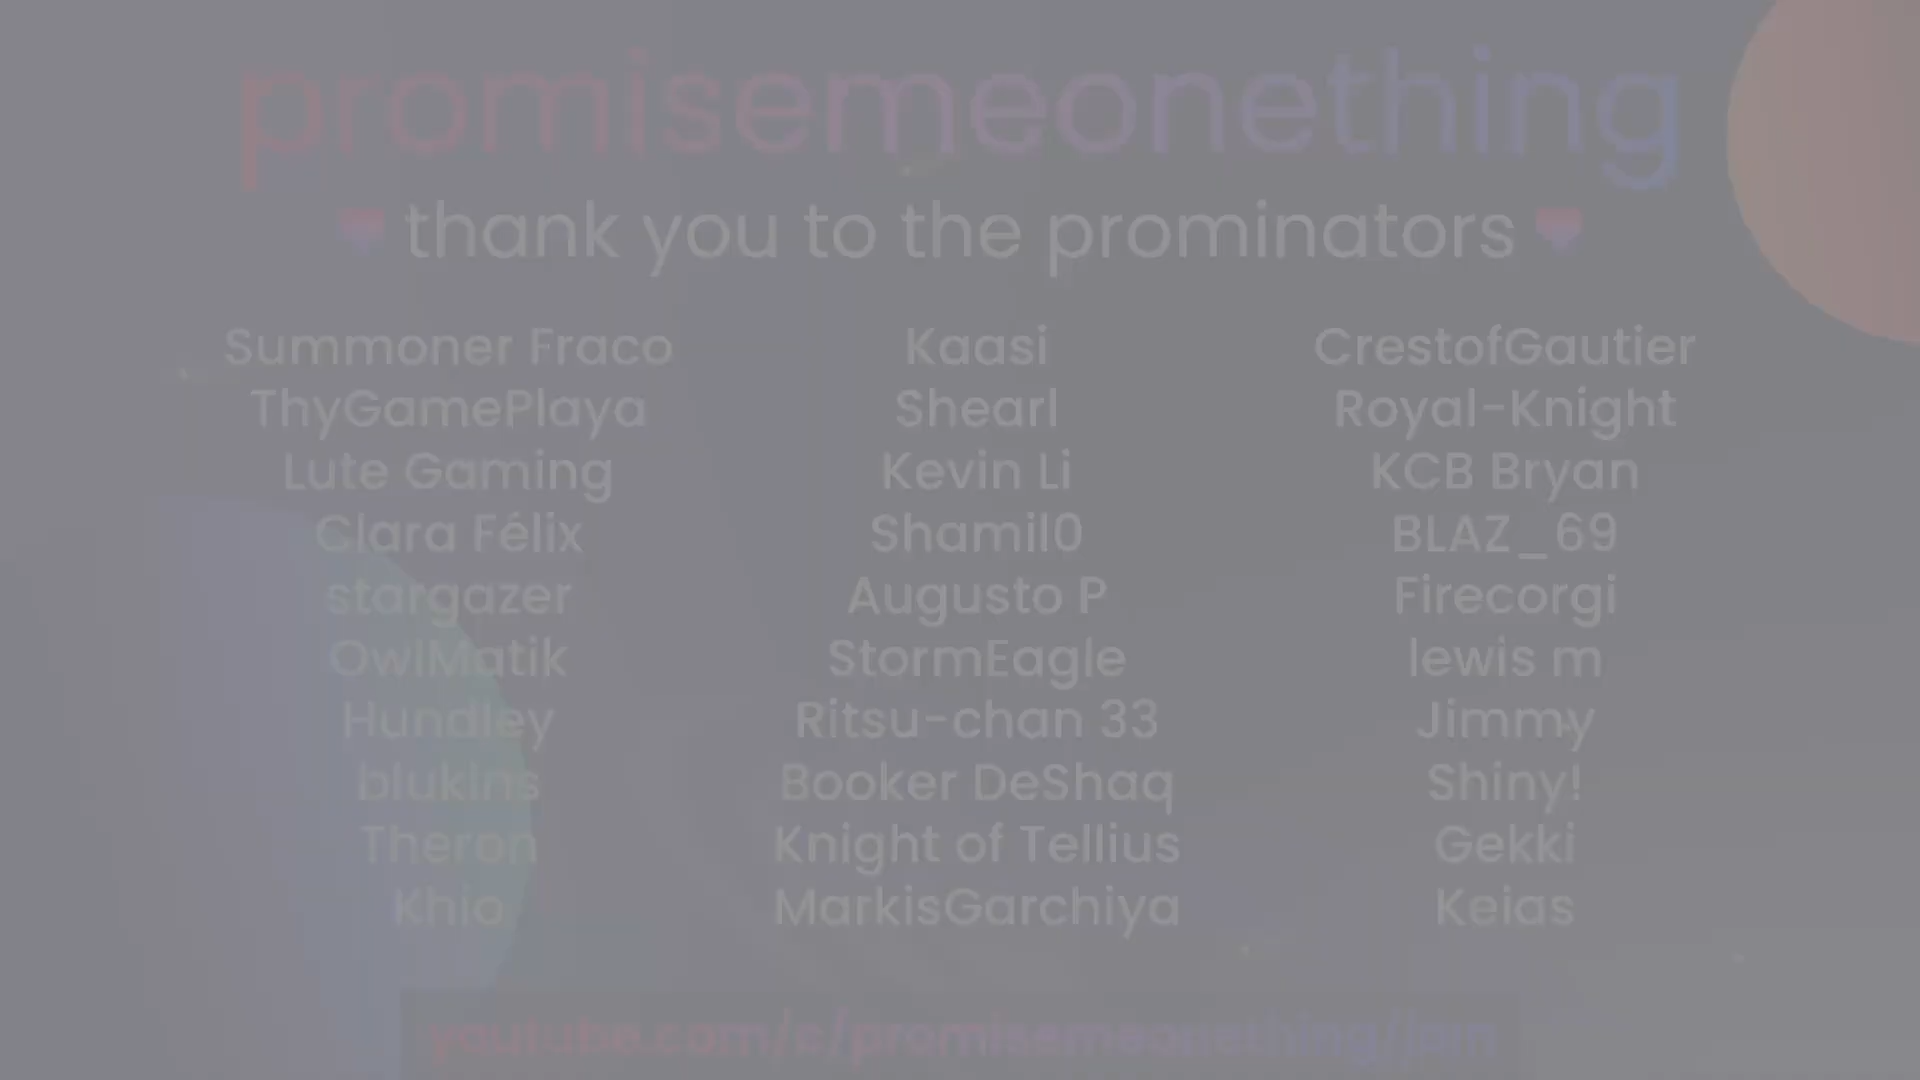 promisemeonething
thank you to the prominators
Summoner Fraco
ThyGamePlaya
Lute Gaming
Clara Félix
stargazer
OwlMatik
Hundley
blukins
Theron
Khio
Kaasi
Shearl
Kevin Li
Shamil0
Augusto P
StormEagle
Ritsu-chan 33
Booker DeShaq
Knight of Tellius
MarkisGarchiya
CrestofGautier
Royal-Knight
KCB Bryan
BLAZ_69
Firecorgi
lewis m
Jimmy
Shiny!
Gekki
Keias
youtube.com/c/promisemeonething/join